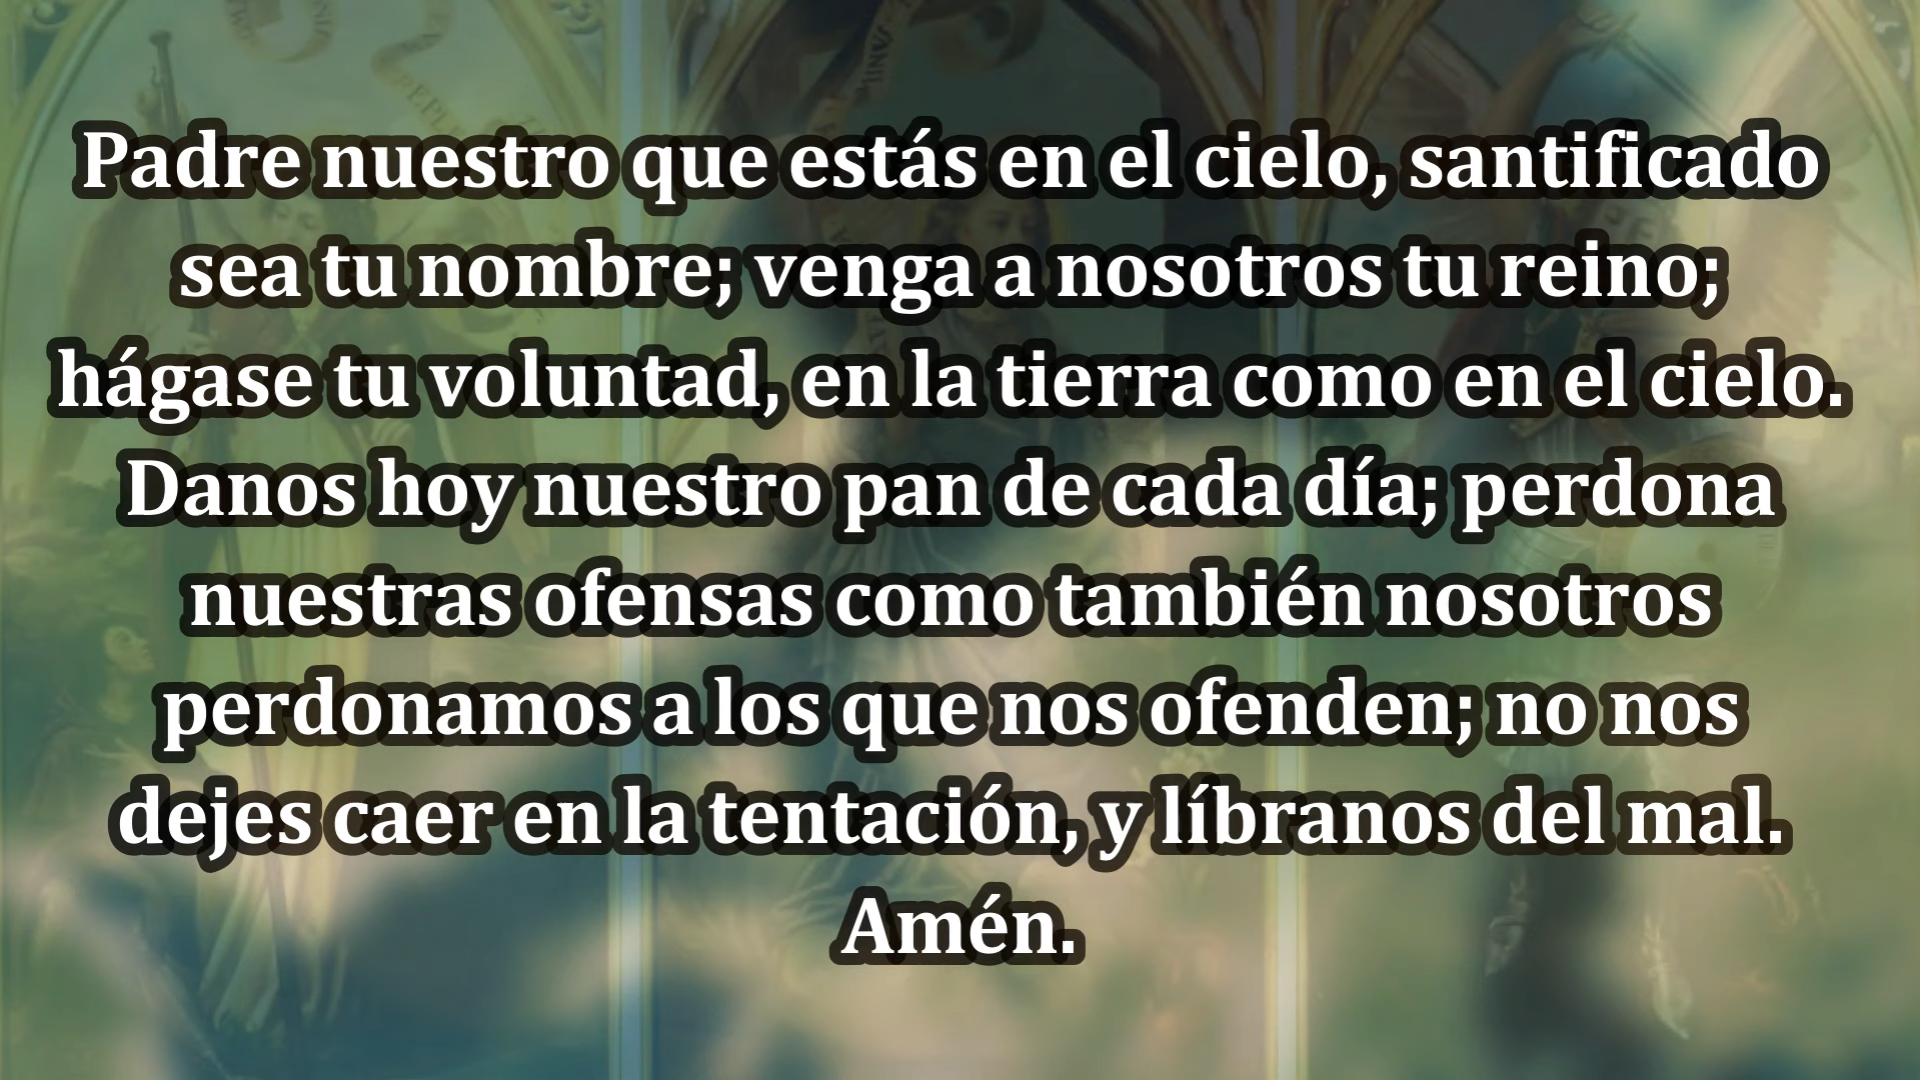 Padre nuestro que estás en el cielo, santificado
sea tu nombre; venga a nosotros tu reino;
hágase tu voluntad, en la tierra como en el cielo.
Danos hoy nuestro pan de cada día; perdona
nuestras ofensas como también nosotros
perdonamos a los que nos ofenden; no nos
dejes caer en la tentación, y líbranos del mal.
Amén.